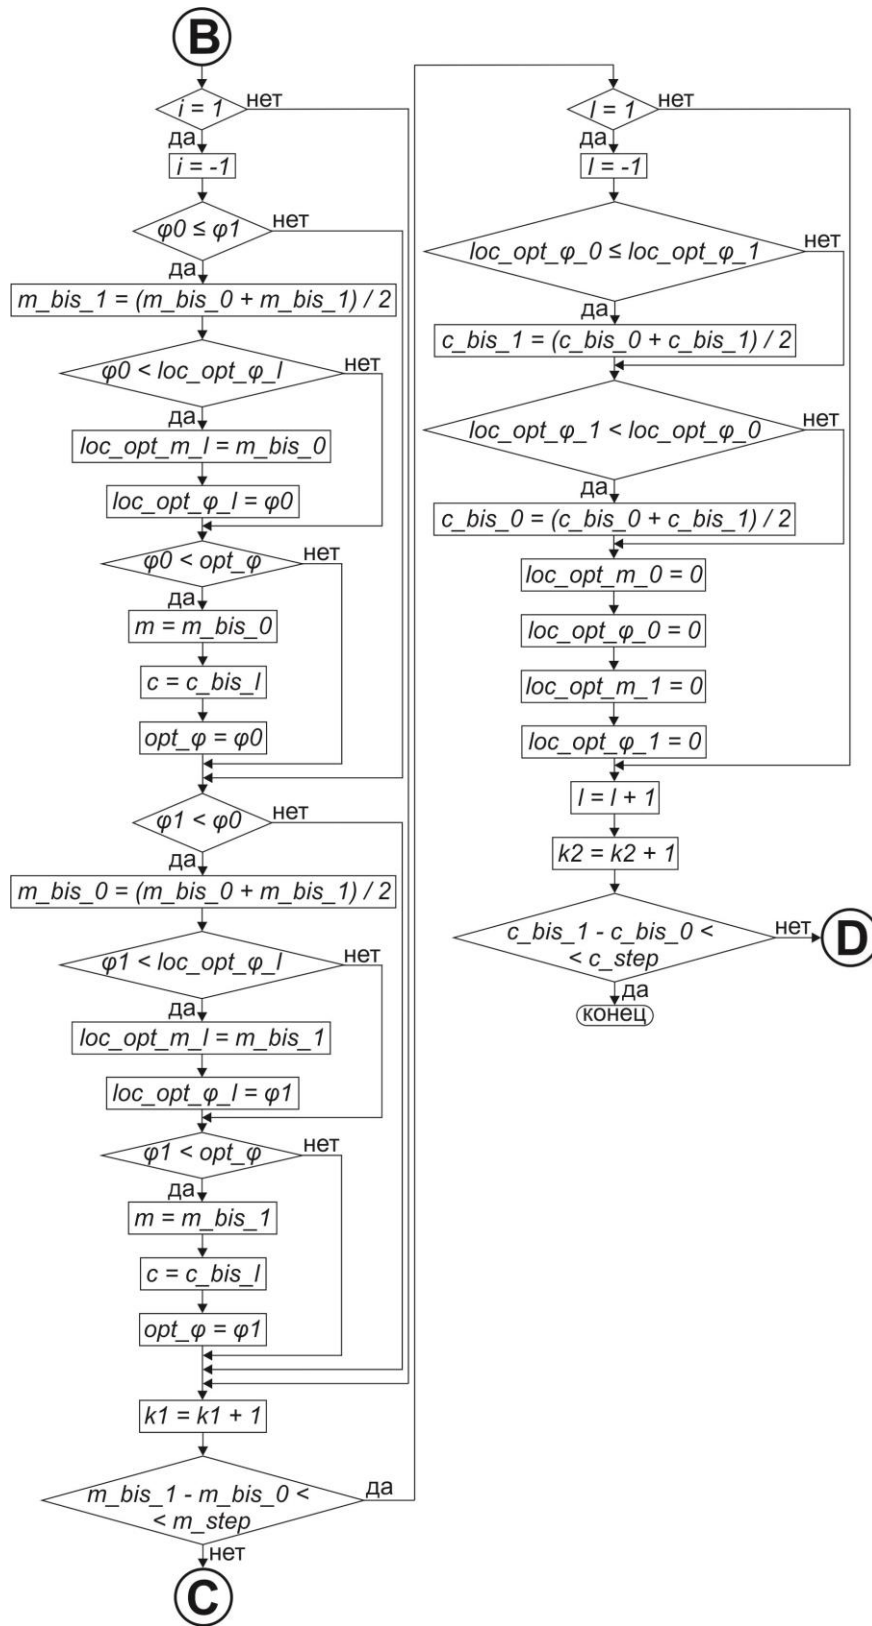 B
i = 1
нет
да
i = -1
φ0 ≤ φ1
нет
да
m_bis_1 = (m_bis_0 + m_bis_1) / 2
φ0 < loc_opt_φ_l
нет
да
loc_opt_m_l = m_bis_0
loc_opt_φ_l = φ0
φ0 < opt_φ
нет
да
m = m_bis_0
c = c_bis_l
opt_φ = φ0
φ1 < φ0
нет
да
m_bis_0 = (m_bis_0 + m_bis_1) / 2
φ1 < loc_opt_φ_l
нет
да
loc_opt_m_l = m_bis_1
loc_opt_φ_l = φ1
φ1 < opt_φ
нет
да
m = m_bis_1
c = c_bis_l
opt_φ = φ1
k1 = k1 + 1
m_bis_1 - m_bis_0 <
< m_step
да
нет
C
l = 1
нет
да
l = -1
loc_opt_φ_0 ≤ loc_opt_φ_1
нет
да
c_bis_1 = (c_bis_0 + c_bis_1) / 2
loc_opt_φ_1 < loc_opt_φ_0
нет
да
c_bis_0 = (c_bis_0 + c_bis_1) / 2
loc_opt_m_0 = 0
loc_opt_φ_0 = 0
loc_opt_m_1 = 0
loc_opt_φ_1 = 0
l = l + 1
k2 = k2 + 1
c_bis_1 - c_bis_0 <
< c_step
нет
D
да
конец